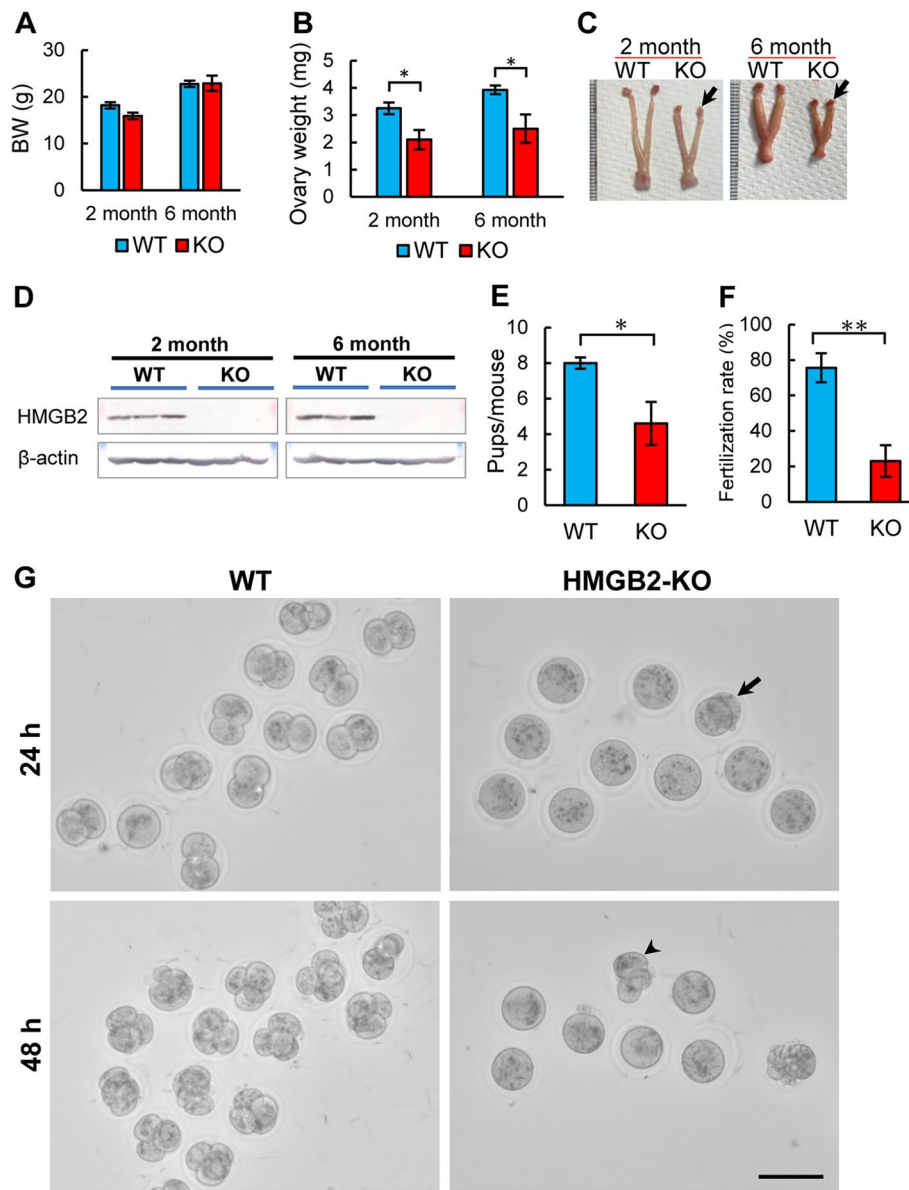 A
BW (g)
30
20
10
0
2 month 6 month
WT KO
B
Ovary weight (mg)
5
4
3
2
1
0
* *
2 month 6 month
WT KO
C
2 month 6 month
WT KO WT KO
D
2 month 6 month
WT KO WT KO
HMGB2
β-actin
E
Pups/mouse
10
8
6
4
2
0
*
WT KO
F
Fertilization rate (%)
100
80
60
40
20
0
**
WT KO
G
WT HMGB2-KO
24 h
48 h